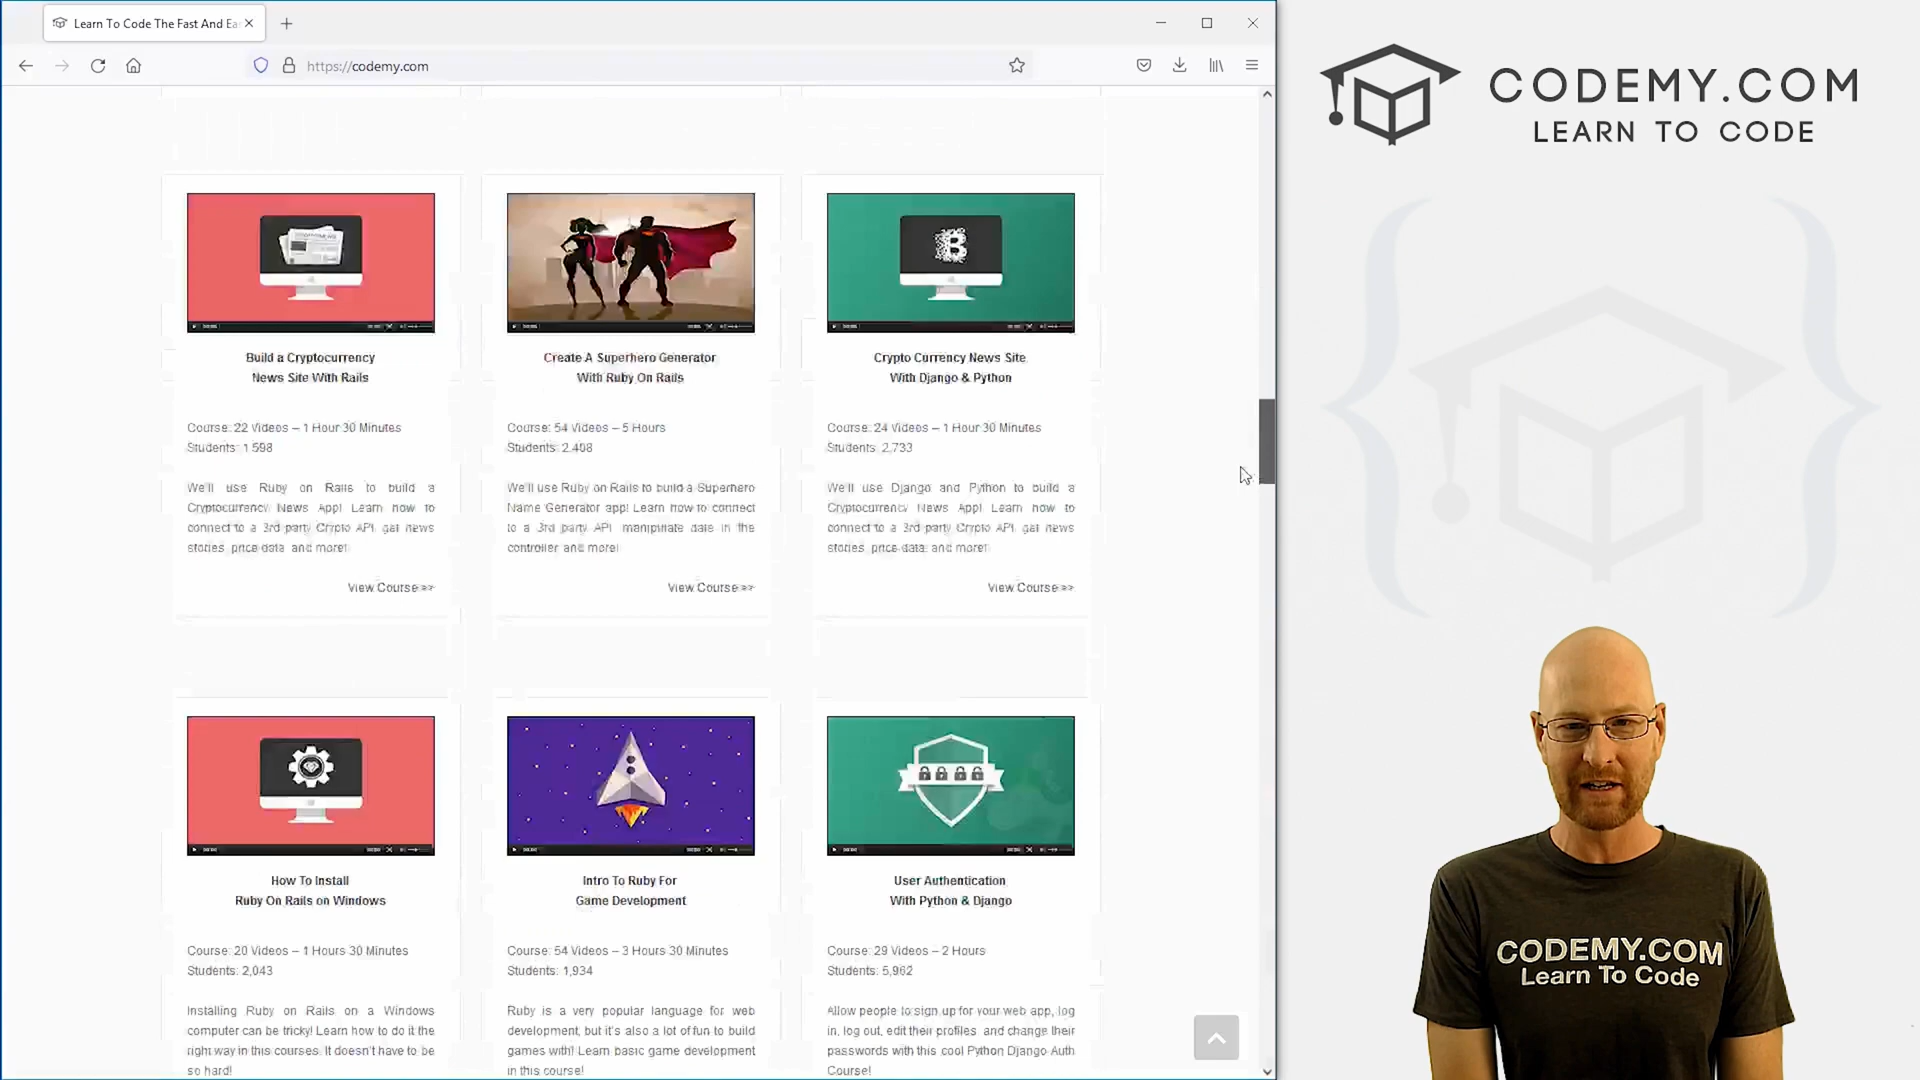 Learn To Code The Fast And Ea
https://codemy.com
CODEMY.COM
LEARN TO CODE
Build a Cryptocurrency
News Site With Rails
Course: 22 Videos – 1 Hour 30 Minutes
Students: 1,598
We'll use Ruby on Rails to build a
Cryptocurrency News App! Learn how to
connect to a 3rd party Crypto API, get news
stories, price data, and more!
View Course >>
Create A Superhero Generator
With Ruby On Rails
Course: 54 Videos – 5 Hours
Students: 2,408
We'll use Ruby on Rails to build a Superhero
Name Generator app! Learn how to connect
to a 3rd party API, manipulate data in the
controller and more!
View Course >>
Crypto Currency News Site
With Django & Python
Course: 24 Videos – 1 Hour 30 Minutes
Students: 2,733
We'll use Django and Python to build a
Cryptocurrency News App! Learn how to
connect to a 3rd party Crypto API, get news
stories, price data, and more!
View Course >>
How To Install
Ruby On Rails on Windows
Course: 20 Videos – 1 Hours 30 Minutes
Students: 2,043
Installing Ruby on Rails on a Windows
computer can be tricky! Learn how to do it the
right way in this courses. It doesn't have to be
so hard!
Intro To Ruby For
Game Development
Course: 54 Videos – 3 Hours 30 Minutes
Students: 1,934
Ruby is a very popular language for web
development, but it's also a lot of fun to build
games with! Learn basic game development
in this course!
User Authentication
With Python & Django
Course: 29 Videos – 2 Hours
Students: 5,962
Allow people to sign up for your web app, log
in, log out, edit their profiles, and change their
passwords with this cool Python Django Auth
Course!
CODEMY.COM
Learn To Code